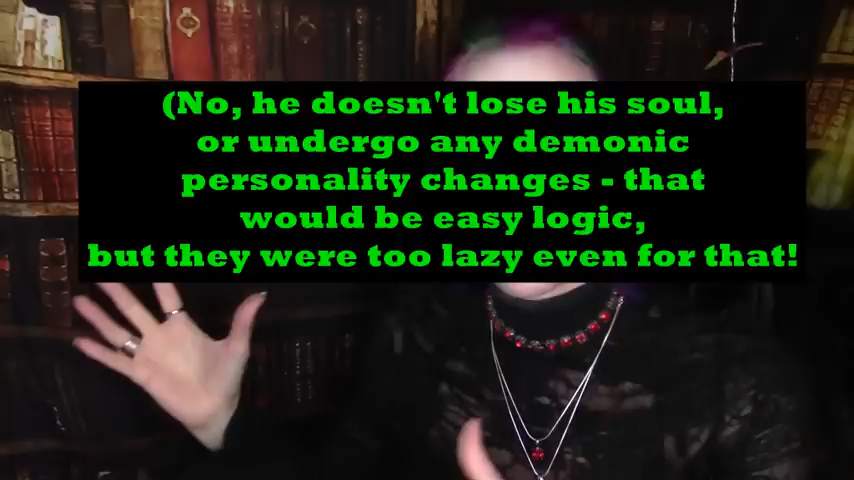 (No, he doesn't lose his soul,
or undergo any demonic
personality changes - that
would be easy logic,
but they were too lazy even for that!